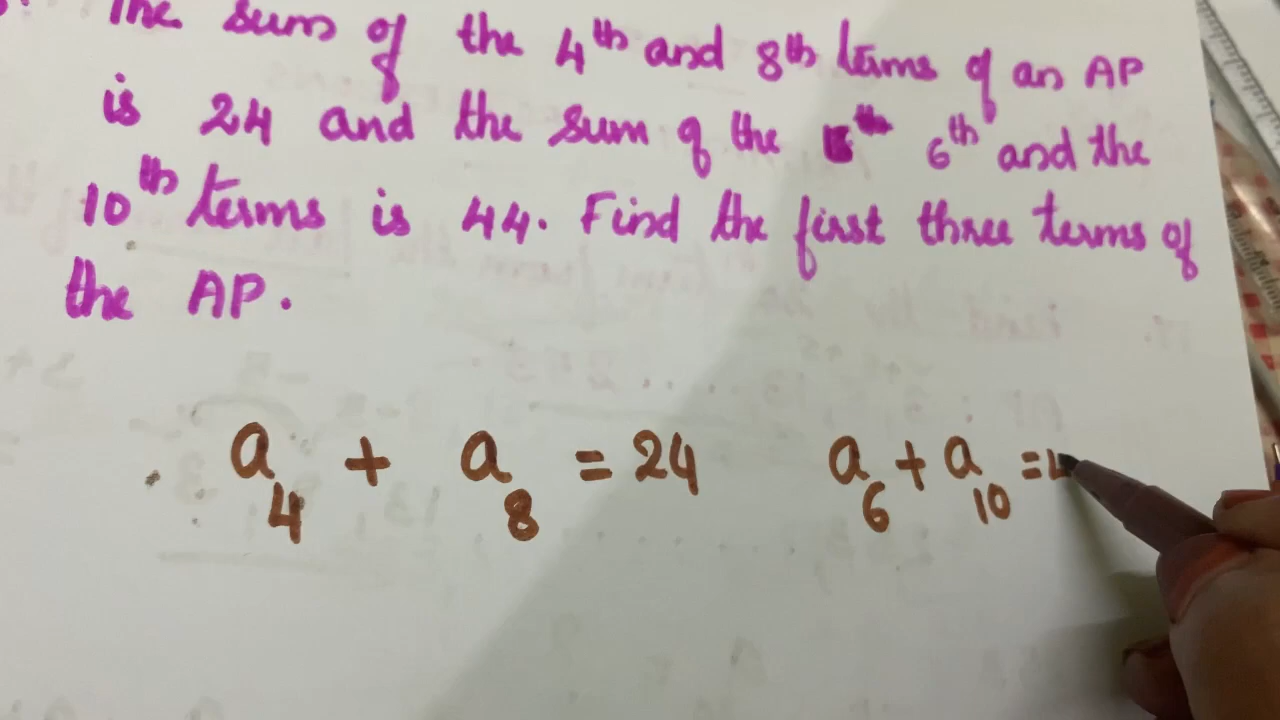 The sum of the 4th and 8th terms of an AP
is 24 and the sum of the 6th and the
10th terms is 44. Find the first three terms of
the AP.
a4 + a8 = 24 a6 + a10 = 4